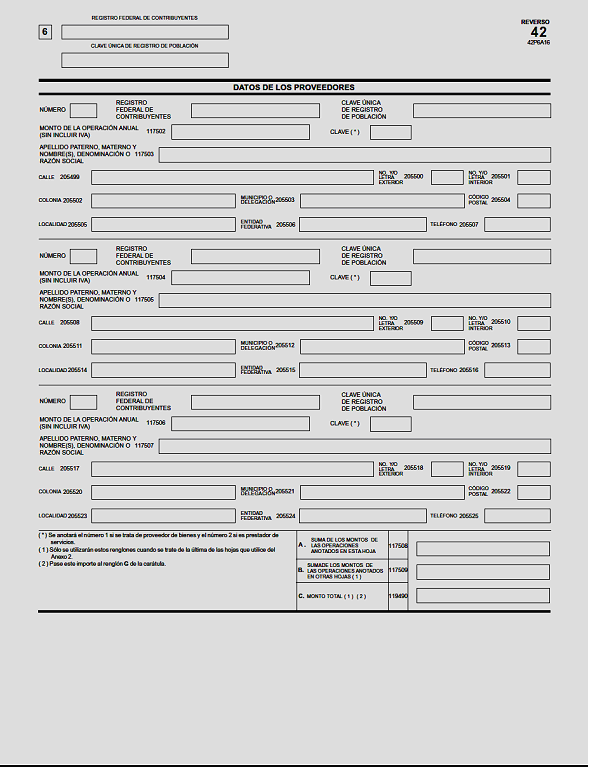 REGISTRO FEDERAL DE CONTRIBUYENTES
6
CLAVE ÚNICA DE REGISTRO DE POBLACIÓN
REVERSO
42
42P6A16
DATOS DE LOS PROVEEDORES
NÚMERO
REGISTRO
FEDERAL DE
CONTRIBUYENTES
CLAVE ÚNICA
DE REGISTRO
DE POBLACIÓN
MONTO DE LA OPERACIÓN ANUAL
(SIN INCLUIR IVA)
117502
CLAVE ( * )
APELLIDO PATERNO, MATERNO Y
NOMBRE(S), DENOMINACIÓN O 117503
RAZÓN SOCIAL
CALLE 205499
NO. Y/O
LETRA
EXTERIOR
205500
NO. Y/O
LETRA
INTERIOR
205501
COLONIA 205502
MUNICIPIO O
DELEGACIÓN
205503
CÓDIGO
POSTAL
205504
LOCALIDAD 205505
ENTIDAD
FEDERATIVA
205506
TELÉFONO 205507
NÚMERO
REGISTRO
FEDERAL DE
CONTRIBUYENTES
CLAVE ÚNICA
DE REGISTRO
DE POBLACIÓN
MONTO DE LA OPERACIÓN ANUAL
(SIN INCLUIR IVA)
117504
CLAVE ( * )
APELLIDO PATERNO, MATERNO Y
NOMBRE(S), DENOMINACIÓN O 117505
RAZÓN SOCIAL
CALLE 205508
NO. Y/O
LETRA
EXTERIOR
205509
NO. Y/O
LETRA
INTERIOR
205510
COLONIA 205511
MUNICIPIO O
DELEGACIÓN
205512
CÓDIGO
POSTAL
205513
LOCALIDAD 205514
ENTIDAD
FEDERATIVA
205515
TELÉFONO 205516
NÚMERO
REGISTRO
FEDERAL DE
CONTRIBUYENTES
CLAVE ÚNICA
DE REGISTRO
DE POBLACIÓN
MONTO DE LA OPERACIÓN ANUAL
(SIN INCLUIR IVA)
117506
CLAVE ( * )
APELLIDO PATERNO, MATERNO Y
NOMBRE(S), DENOMINACIÓN O 117507
RAZÓN SOCIAL
CALLE 205517
NO. Y/O
LETRA
EXTERIOR
205518
NO. Y/O
LETRA
INTERIOR
205519
COLONIA 205520
MUNICIPIO O
DELEGACIÓN
205521
CÓDIGO
POSTAL
205522
LOCALIDAD 205523
ENTIDAD
FEDERATIVA
205524
TELÉFONO 205525
( * ) Se anotará el número 1 si se trata de proveedor de bienes y el número 2 si es prestador de
servicios.
( 1 ) Sólo se utilizarán estos renglones cuando se trate de la última de las hojas que utilice del
Anexo 2.
( 2 ) Pase este importe al renglón G de la carátula.
A. SUMA DE LOS MONTOS DE
LAS OPERACIONES
ANOTADOS EN ESTA HOJA
117508
B. SUMA DE LOS MONTOS DE
LAS OPERACIONES ANOTADOS
EN OTRAS HOJAS ( 1 )
117509
C. MONTO TOTAL ( 1 ) ( 2 )
119490